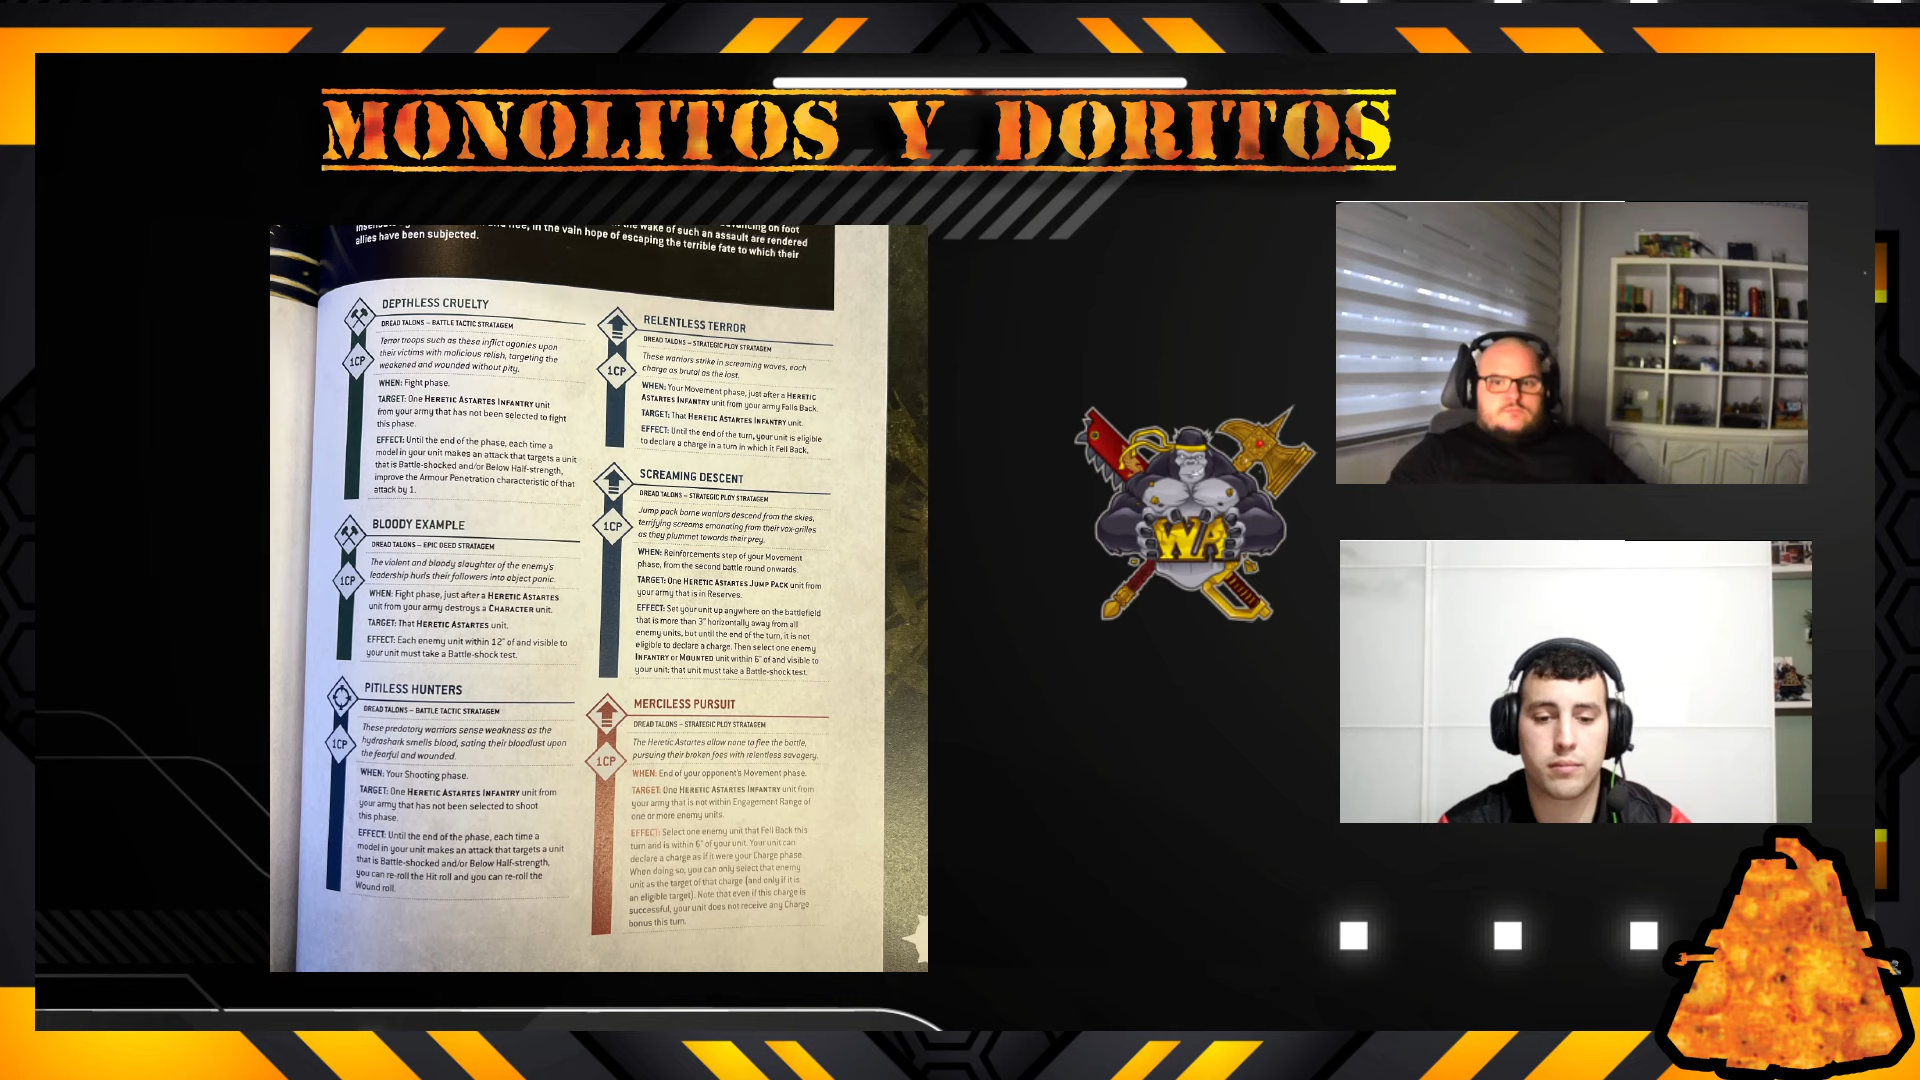 MONOLITOS Y DORITOS
the wake of such an assault are rendered
allies have been subjected.
in the vain hope of escaping the terrible fate to which their
DEPTHLESS CRUELTY
DREAD TALONS – BATTLE TACTIC STRATAGEM
1CP
Terror troops such as these inflict agonies upon
their victims with malicious relish, targeting the
weakened and wounded without pity.
WHEN: Fight phase.
TARGET: One HERETIC ASTARTES INFANTRY unit
from your army that has not been selected to fight
this phase.
EFFECT: Until the end of the phase, each time a
model in your unit makes an attack that targets a unit
that is Battle-shocked and/or Below Half-strength,
improve the Armour Penetration characteristic of that
attack by 1.
BLOODY EXAMPLE
DREAD TALONS – EPIC DEED STRATAGEM
1CP
The violent and bloody slaughter of the enemy's
leadership hurls their followers into abject panic.
WHEN: Fight phase, just after a HERETIC ASTARTES
unit from your army destroys a CHARACTER unit.
TARGET: That HERETIC ASTARTES unit.
EFFECT: Each enemy unit within 12" of and visible to
your unit must take a Battle-shock test.
PITILESS HUNTERS
DREAD TALONS – BATTLE TACTIC STRATAGEM
1CP
These predatory warriors sense weakness as the
hydrashark smells blood, sating their bloodlust upon
the fearful and wounded.
WHEN: Your Shooting phase.
TARGET: One HERETIC ASTARTES INFANTRY unit from
your army that has not been selected to shoot
this phase.
EFFECT: Until the end of the phase, each time a
model in your unit makes an attack that targets a unit
that is Battle-shocked and/or Below Half-strength,
you can re-roll the Hit roll and you can re-roll the
Wound roll.
RELENTLESS TERROR
DREAD TALONS – STRATEGIC PLOY STRATAGEM
1CP
These warriors strike in screaming waves, each
charge as brutal as the last.
WHEN: Your Movement phase, just after a HERETIC
ASTARTES INFANTRY unit from your army Falls Back.
TARGET: That HERETIC ASTARTES INFANTRY unit.
EFFECT: Until the end of the turn, your unit is eligible
to declare a charge in a turn in which it Fell Back.
SCREAMING DESCENT
DREAD TALONS – STRATEGIC PLOY STRATAGEM
1CP
Jump pack borne warriors descend from the skies,
terrifying screams emanating from their vox-grilles
as they plummet towards their prey.
WHEN: Reinforcements step of your Movement
phase, from the second battle round onwards.
TARGET: One HERETIC ASTARTES JUMP PACK unit from
your army that is in Reserves.
EFFECT: Set your unit up anywhere on the battlefield
that is more than 3" horizontally away from all
enemy units, but until the end of the turn, it is not
eligible to declare a charge. Then select one enemy
INFANTRY or MOUNTED unit within 6" of and visible to
your unit; that unit must take a Battle-shock test.
MERCILESS PURSUIT
DREAD TALONS – STRATEGIC PLOY STRATAGEM
1CP
The Heretic Astartes allow none to flee the battle,
pursuing their broken foes with relentless savagery.
WHEN: End of your opponent's Movement phase.
TARGET: One HERETIC ASTARTES INFANTRY unit from
your army that is not within Engagement Range of
one or more enemy units.
EFFECT: Select one enemy unit that Fell Back this
turn and is within 6" of your unit. Your unit can
declare a charge as if it were your Charge phase.
When doing so, you can only select that enemy
unit as the target of that charge (and only if it is
an eligible target). Note that even if this charge is
successful, your unit does not receive any Charge
bonus this turn.
WA